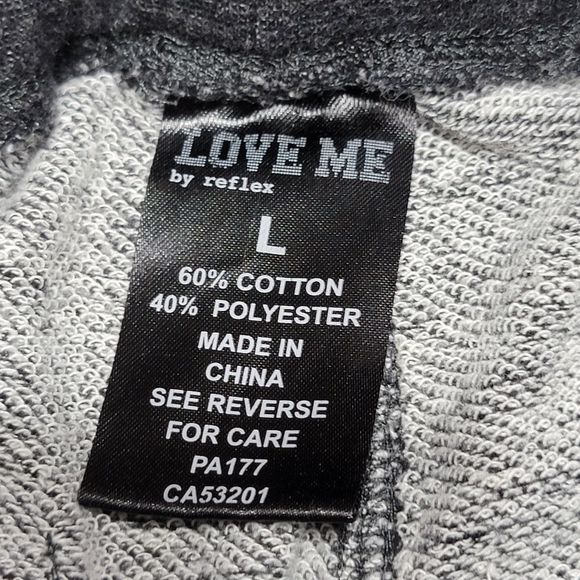 LOVE ME
by reflex
L
60% COTTON
40% POLYESTER
MADE IN
CHINA
SEE REVERSE
FOR CARE
PA177
CA53201